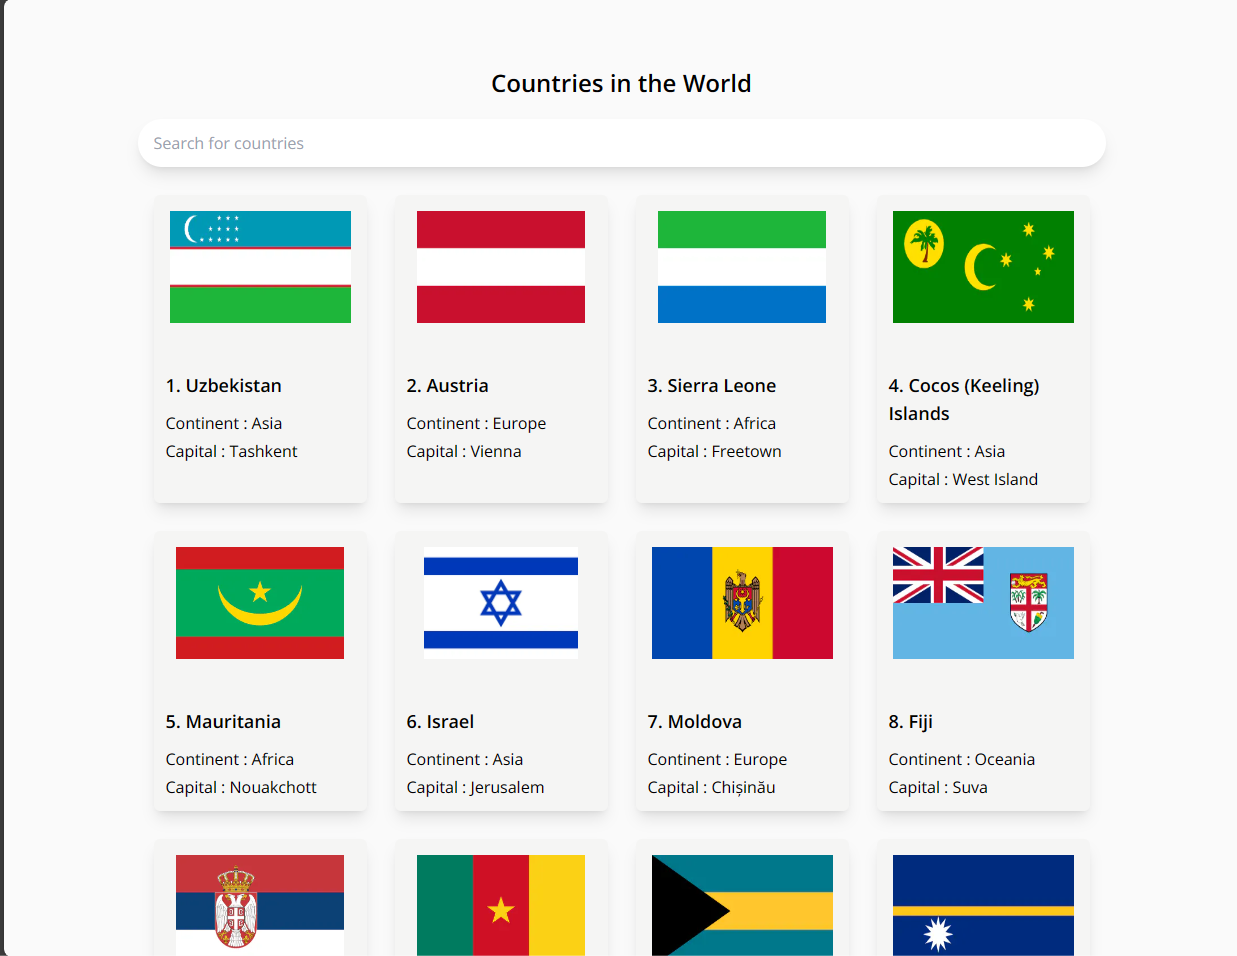 Countries in the World
Search for countries
1. Uzbekistan
Continent : Asia
Capital : Tashkent
2. Austria
Continent : Europe
Capital : Vienna
3. Sierra Leone
Continent : Africa
Capital : Freetown
4. Cocos (Keeling)
Islands
Continent : Asia
Capital : West Island
5. Mauritania
Continent : Africa
Capital : Nouakchott
6. Israel
Continent : Asia
Capital : Jerusalem
7. Moldova
Continent : Europe
Capital : Chișinău
8. Fiji
Continent : Oceania
Capital : Suva